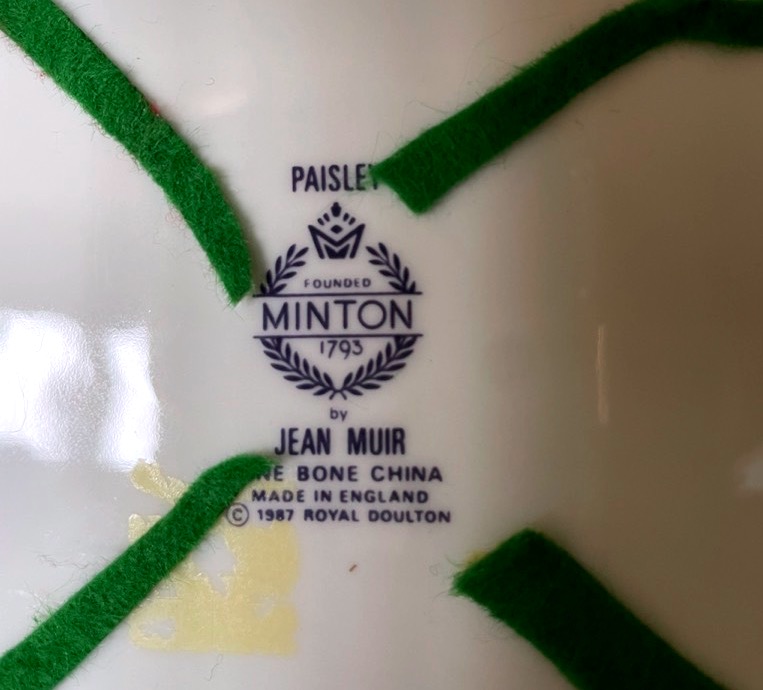 PAISLEY
FOUNDED
MINTON
1793
by
JEAN MUIR
NE BONE CHINA
MADE IN ENGLAND
© 1987 ROYAL DOULTON